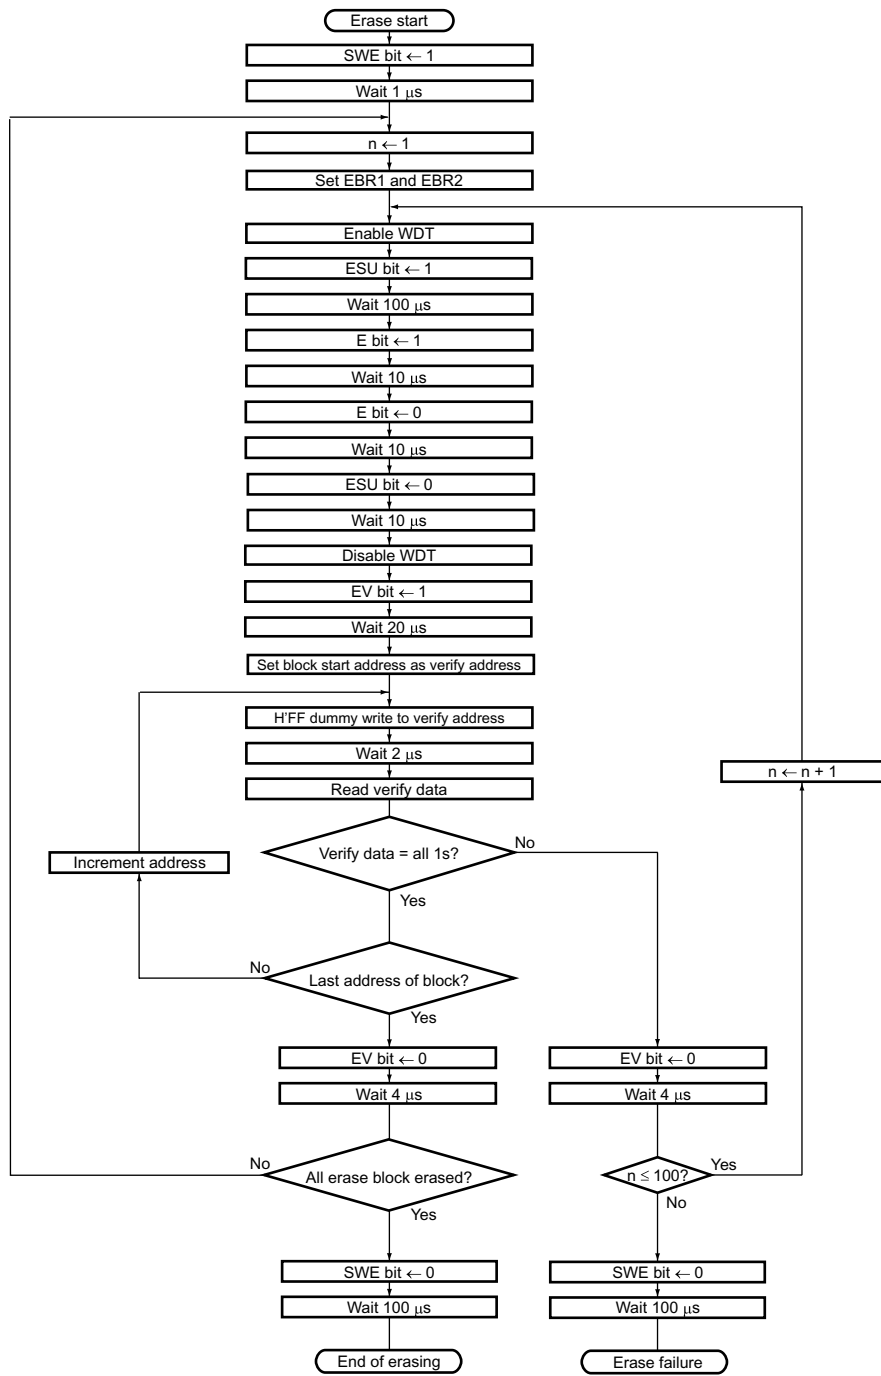 Erase start
SWE bit ← 1
Wait 1 μs
n ← 1
Set EBR1 and EBR2
Enable WDT
ESU bit ← 1
Wait 100 μs
E bit ← 1
Wait 10 μs
E bit ← 0
Wait 10 μs
ESU bit ← 0
Wait 10 μs
Disable WDT
EV bit ← 1
Wait 20 μs
Set block start address as verify address
H'FF dummy write to verify address
Wait 2 μs
n ← n + 1
Read verify data
No
Verify data = all 1s?
Increment address
Yes
No
Last address of block?
Yes
EV bit ← 0
EV bit ← 0
Wait 4 μs
Wait 4 μs
No
All erase block erased?
n ≤ 100?
Yes
Yes
No
SWE bit ← 0
SWE bit ← 0
Wait 100 μs
Wait 100 μs
End of erasing
Erase failure